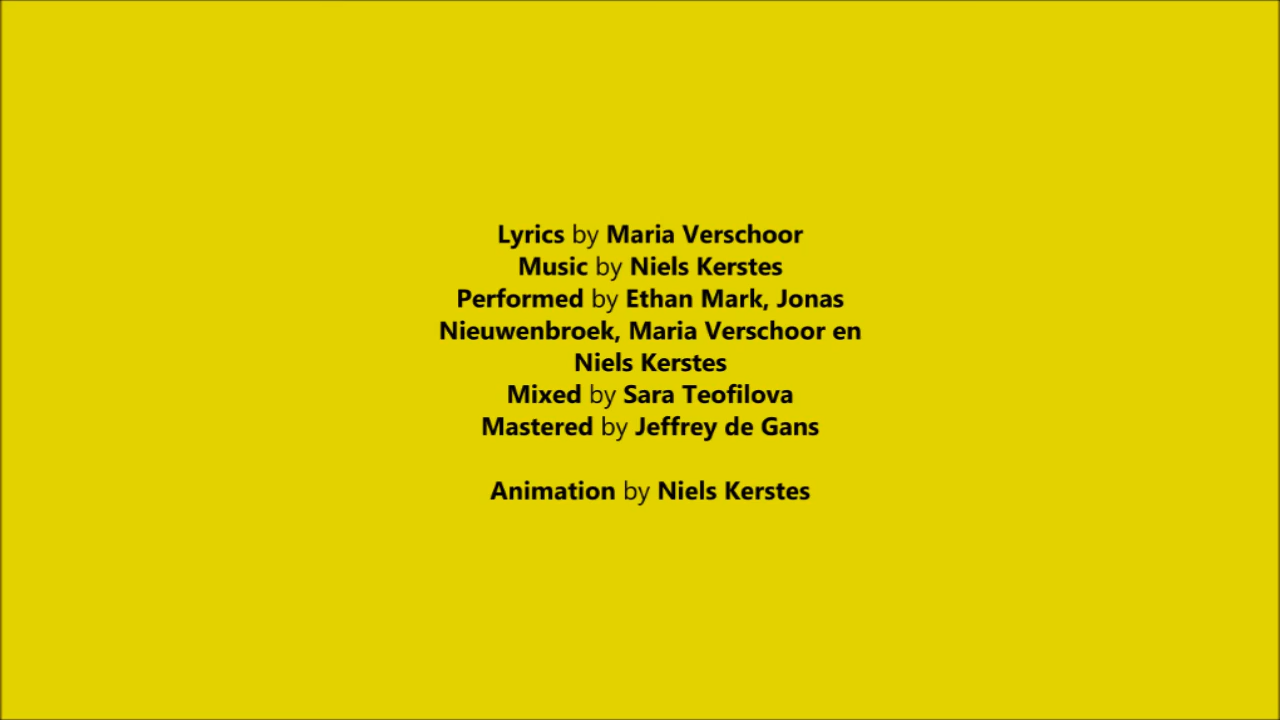 Lyrics by Maria Verschoor
Music by Niels Kerstes
Performed by Ethan Mark, Jonas
Nieuwenbroek, Maria Verschoor en
Niels Kerstes
Mixed by Sara Teofilova
Mastered by Jeffrey de Gans
Animation by Niels Kerstes